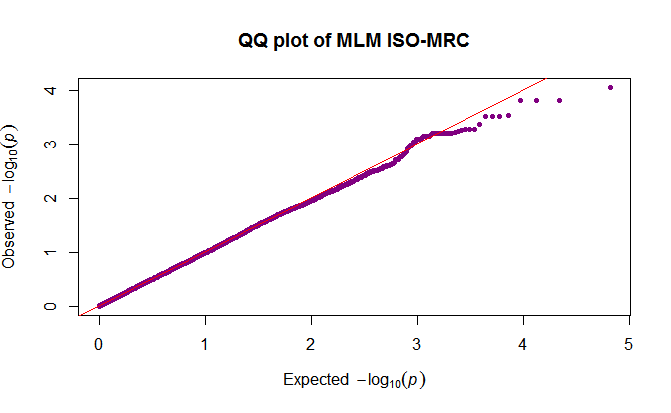 QQ plot of MLM ISO-MRC
Observed −log₁₀(p)
4
3
2
1
0
0 1 2 3 4 5
Expected −log₁₀(p)